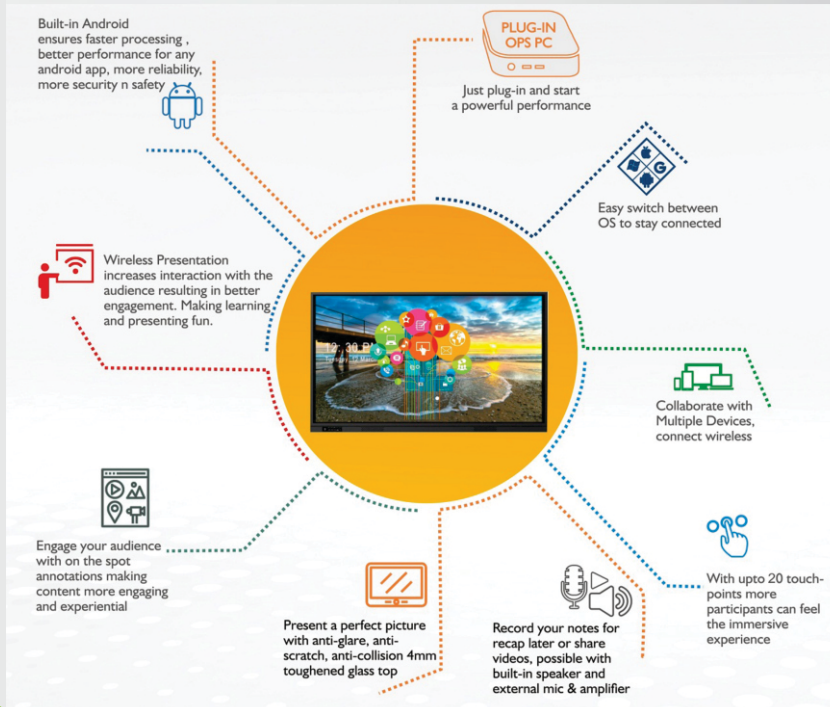 Built-in Android
ensures faster processing ,
better performance for any
android app, more reliability,
more security n safety
PLUG-IN
OPS PC
Just plug-in and start
a powerful performance
G
Easy switch between
OS to stay connected
Wireless Presentation
increases interaction with the
audience resulting in better
engagement. Making learning
and presenting fun.
Collaborate with
Multiple Devices,
connect wireless
Engage your audience
with on the spot
annotations making
content more engaging
and experiential
Present a perfect picture
with anti-glare, anti-
scratch, anti-collision 4mm
toughened glass top
Record your notes for
recap later or share
videos, possible with
built-in speaker and
external mic & amplifier
With upto 20 touch-
points more
participants can feel
the immersive
experience